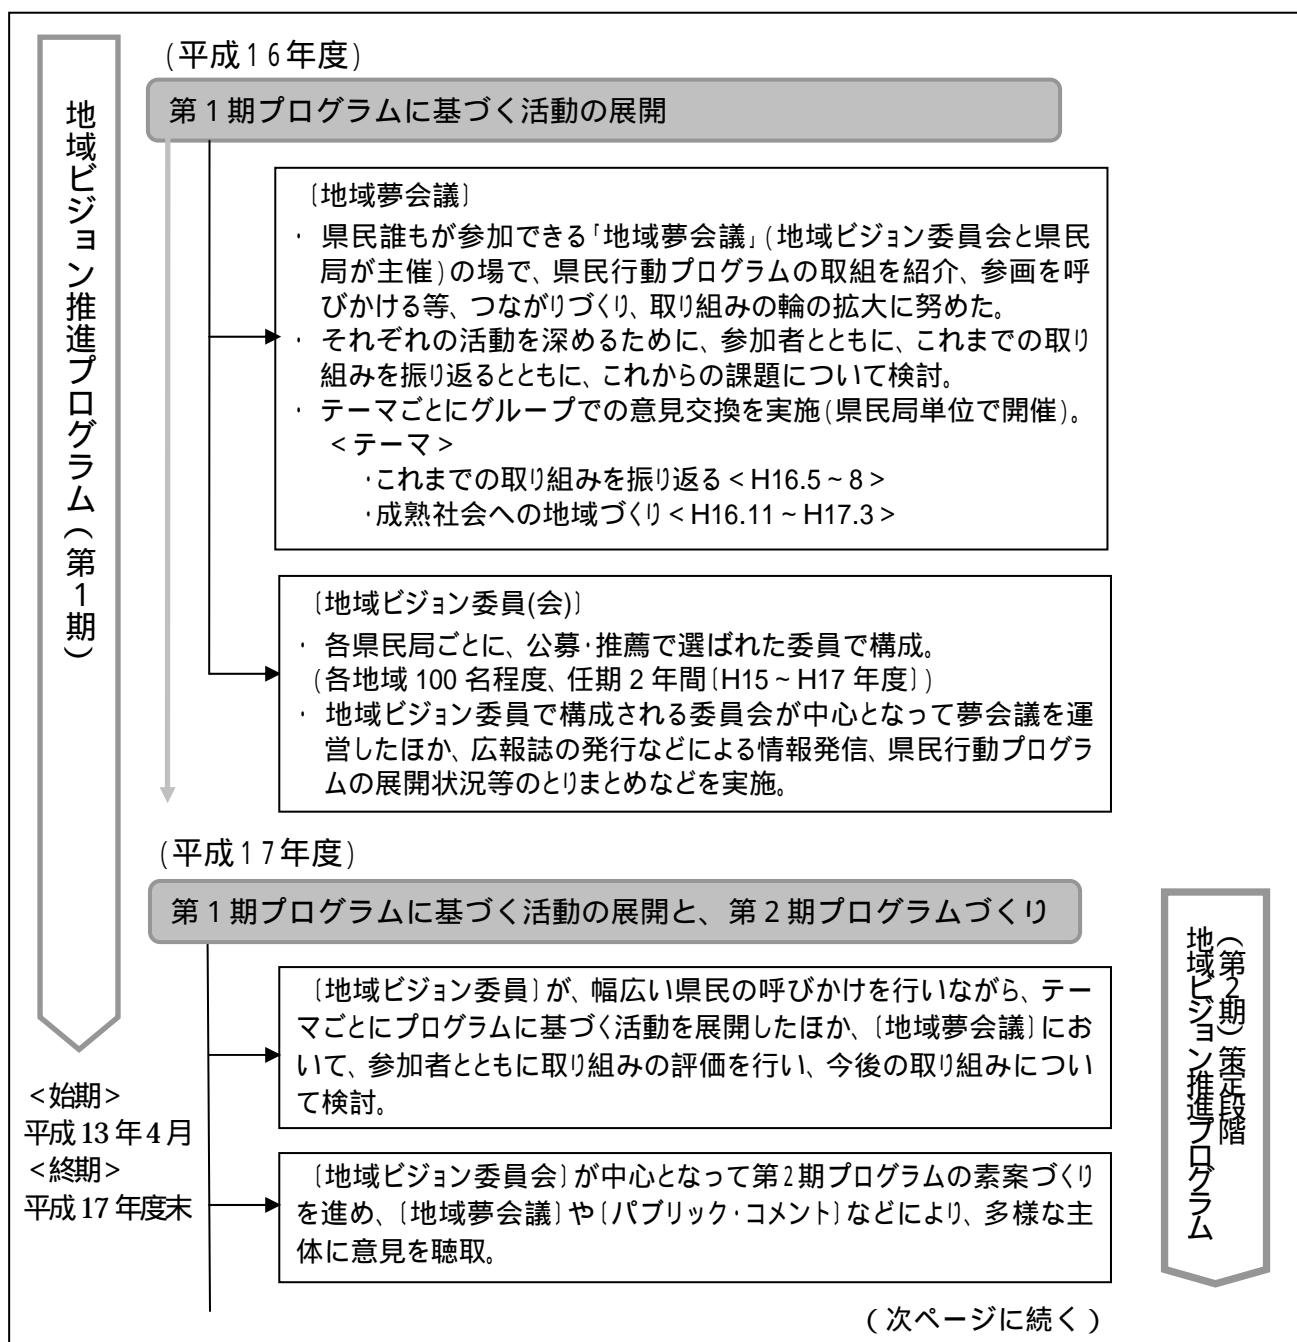 地域ビジョン推進プログラム(第1期)
(平成16年度)
第1期プログラムに基づく活動の展開
〔地域夢会議〕
・ 県民誰もが参加できる「地域夢会議」(地域ビジョン委員会と県民
局が主催)の場で、県民行動プログラムの取組を紹介、参画を呼
びかける等、つながりづくり、取り組みの輪の拡大に努めた。
・ それぞれの活動を深めるために、参加者とともに、これまでの取り
組みを振り返るとともに、これからの課題について検討。
・ テーマごとにグループでの意見交換を実施(県民局単位で開催)。
<テーマ>
・これまでの取り組みを振り返る<H16.5~8>
・成熟社会への地域づくり<H16.11~H17.3>
〔地域ビジョン委員(会)〕
・ 各県民局ごとに、公募・推薦で選ばれた委員で構成。
(各地域 100 名程度、任期 2 年間〔H15~H17 年度〕)
・ 地域ビジョン委員で構成される委員会が中心となって夢会議を運
営したほか、広報誌の発行などによる情報発信、県民行動プログラ
ムの展開状況等のとりまとめなどを実施。
(平成17年度)
第1期プログラムに基づく活動の展開と、第2期プログラムづくり
〔地域ビジョン委員〕が、幅広い県民の呼びかけを行いながら、テー
マごとにプログラムに基づく活動を展開したほか、〔地域夢会議〕にお
いて、参加者とともに取り組みの評価を行い、今後の取り組みについ
て検討。
<始期>
平成 13 年 4 月
<終期>
平成 17 年度末
〔地域ビジョン委員会〕が中心となって第2期プログラムの素案づくり
を進め、〔地域夢会議〕や〔パブリック・コメント〕などにより、多様な主
体に意見を聴取。
(第2期)策定段階
地域ビジョン推進プログラム
(次ページに続く)